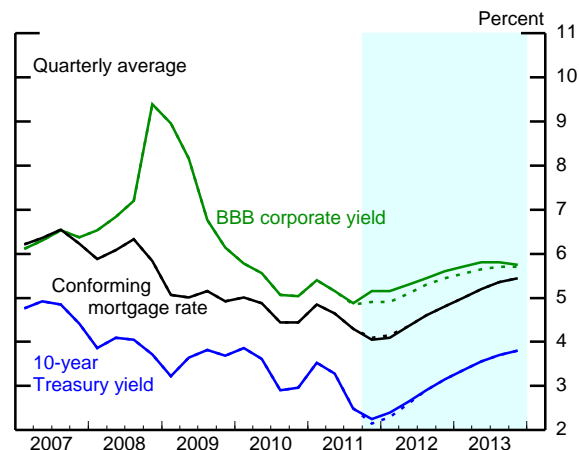 Percent
Quarterly average
BBB corporate yield
Conforming
mortgage rate
10-year
Treasury yield
11
10
9
8
7
6
5
4
3
2
2007 2008 2009 2010 2011 2012 2013